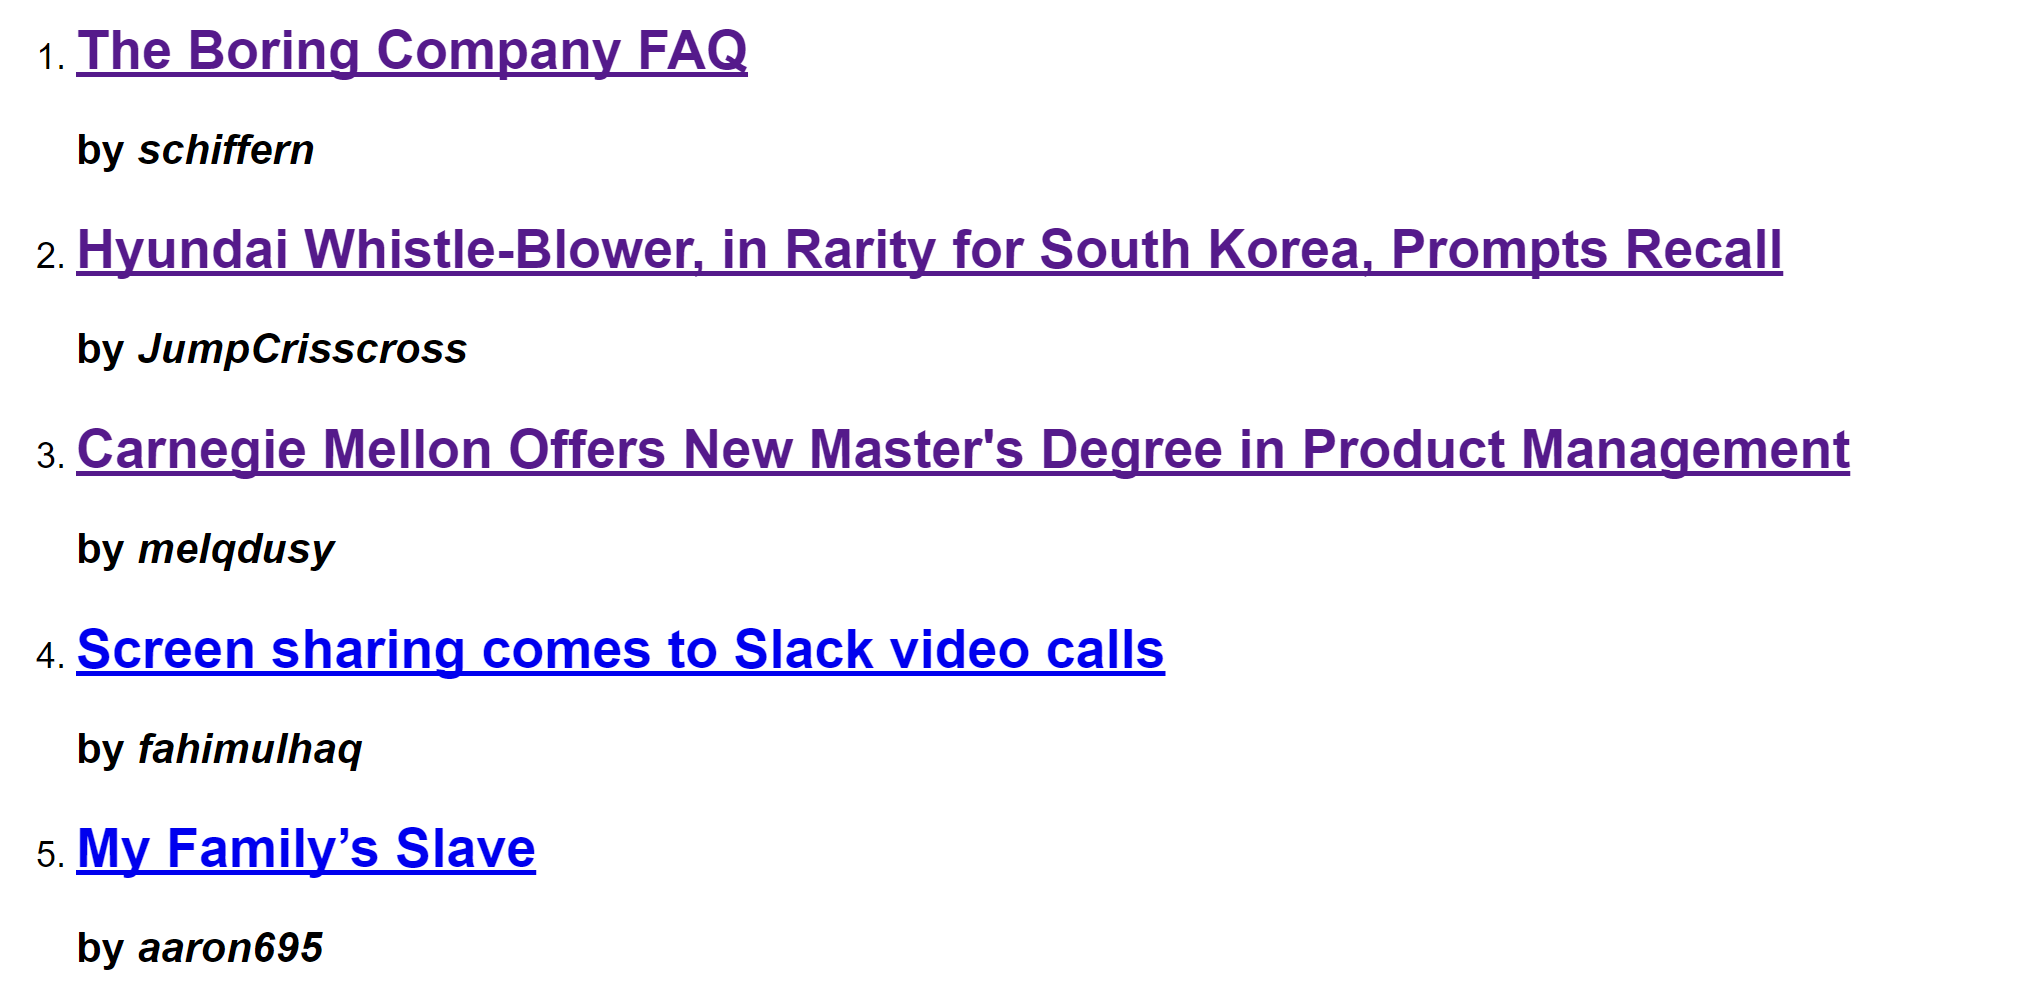 1. The Boring Company FAQ
by schiffern
2. Hyundai Whistle-Blower, in Rarity for South Korea, Prompts Recall
by JumpCrisscross
3. Carnegie Mellon Offers New Master's Degree in Product Management
by melqdusy
4. Screen sharing comes to Slack video calls
by fahimulhaq
5. My Family’s Slave
by aaron695